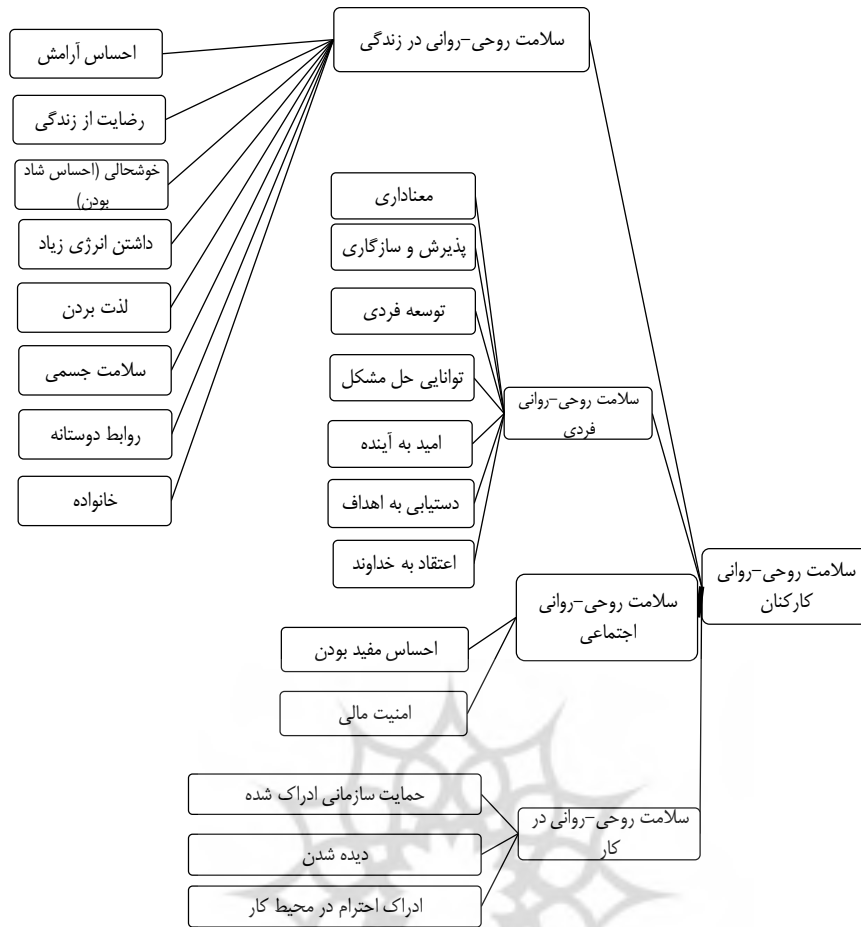 سلامت روحی-روانی در زندگی
احساس آرامش
رضایت از زندگی
خوشحالی (احساس شاد
بودن)
داشتن انرژی زیاد
لذت بردن
سلامت جسمی
روابط دوستانه
خانواده
معناداری
پذیرش و سازگاری
توسعه فردی
توانایی حل مشکل
امید به آینده
دستیابی به اهداف
اعتقاد به خداوند
سلامت روحی-روانی
فردی
سلامت روحی-روانی
کارکنان
سلامت روحی-روانی
اجتماعی
احساس مفید بودن
امنیت مالی
سلامت روحی-روانی در
کار
حمایت سازمانی ادراک شده
دیده شدن
ادراک احترام در محیط کار